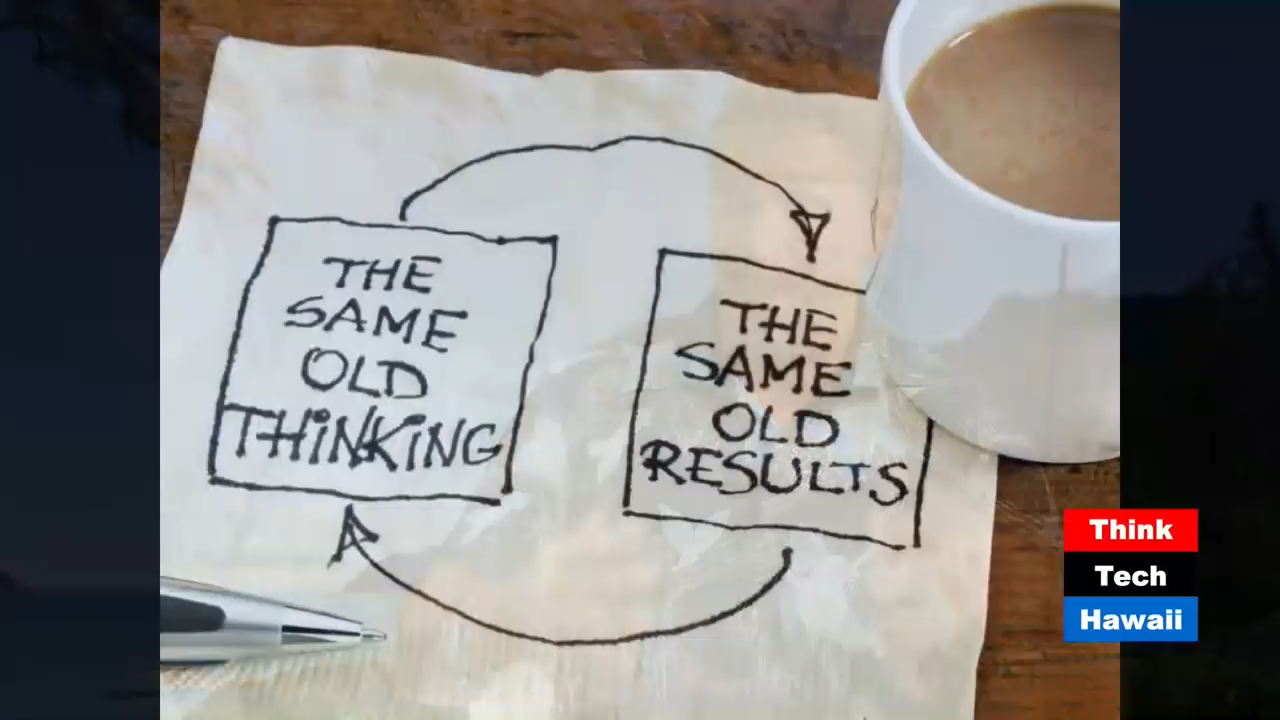 THE
SAME
OLD
THiNKiNG
THE
SAME
OLD
RESULTS
Think
Tech
Hawaii